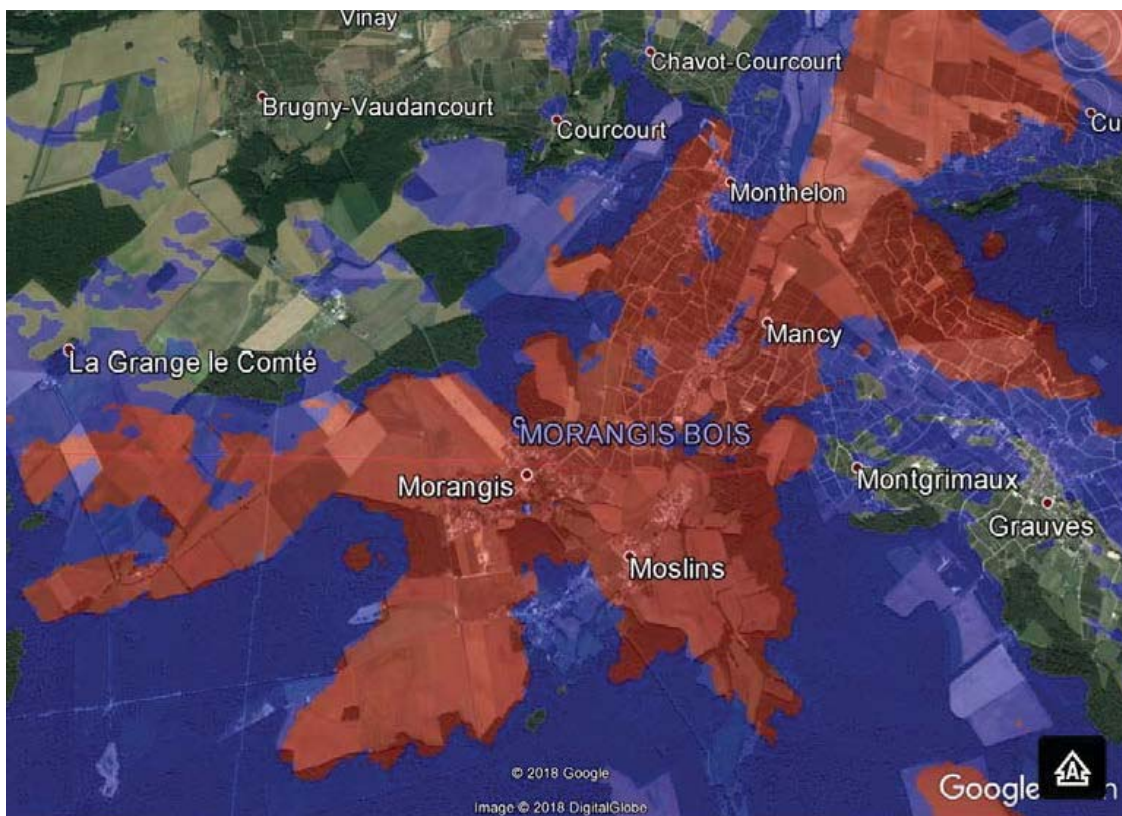 Vinay
Chavot-Courcourt
Brugny-Vaudancourt
Cu
Courcourt
Monthelon
Mancy
La Grange le Comté
MORANGIS BOIS
Morangis
Montgrimaux
Grauves
Moslins
© 2018 Google
Google
Image © 2018 DigitalGlobe
A